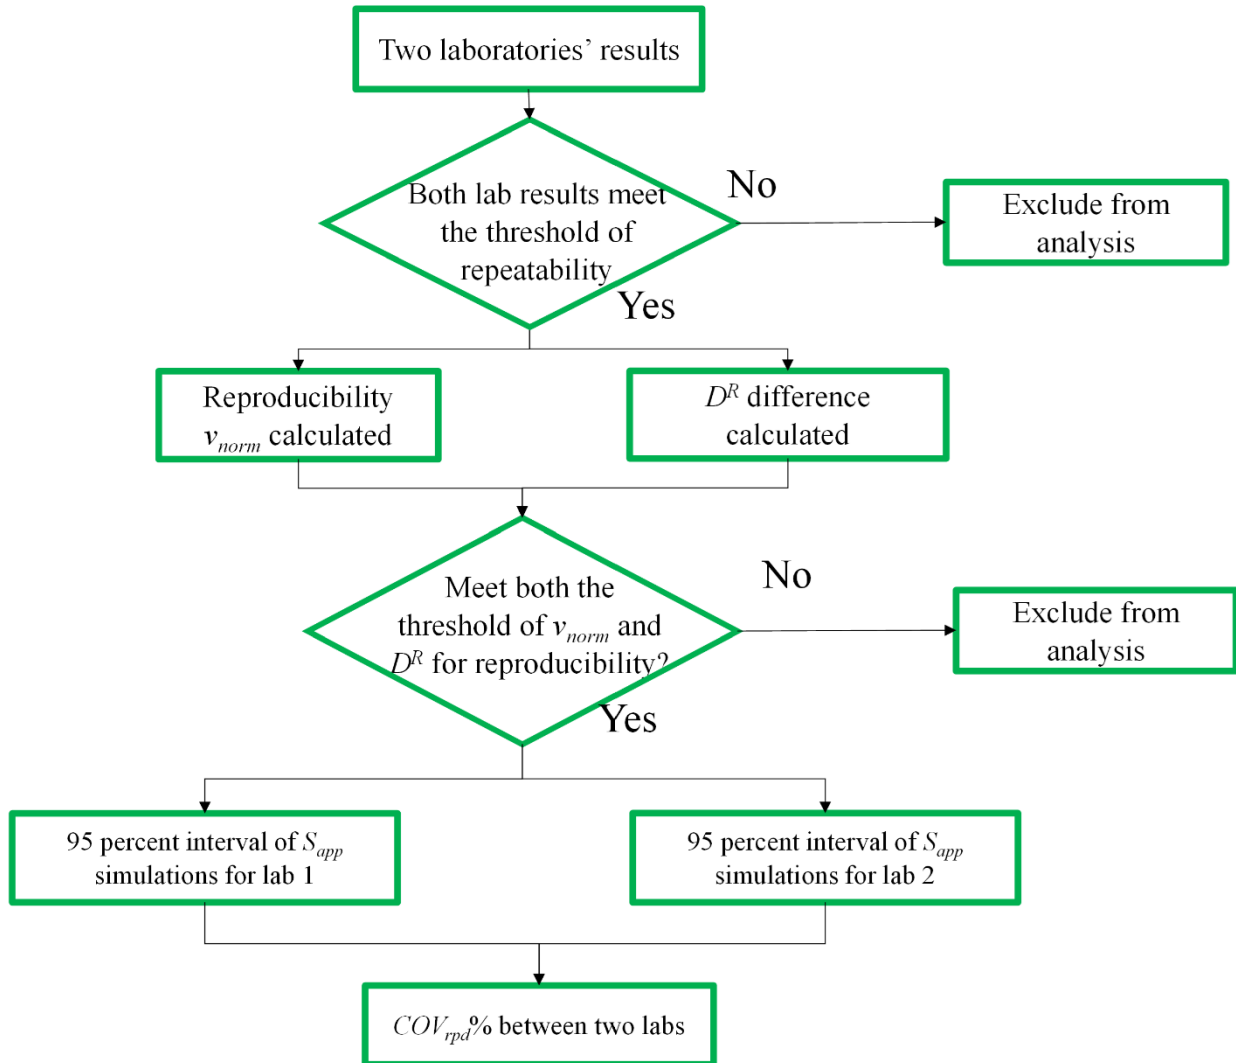 Two laboratories’ results
Both lab results meet
the threshold of
repeatability
No
Exclude from
analysis
Yes
Reproducibility
v_norm calculated
D^R difference
calculated
Meet both the
threshold of v_norm and
D^R for reproducibility?
No
Exclude from
analysis
Yes
95 percent interval of S_app
simulations for lab 1
95 percent interval of S_app
simulations for lab 2
COV_rpd% between two labs